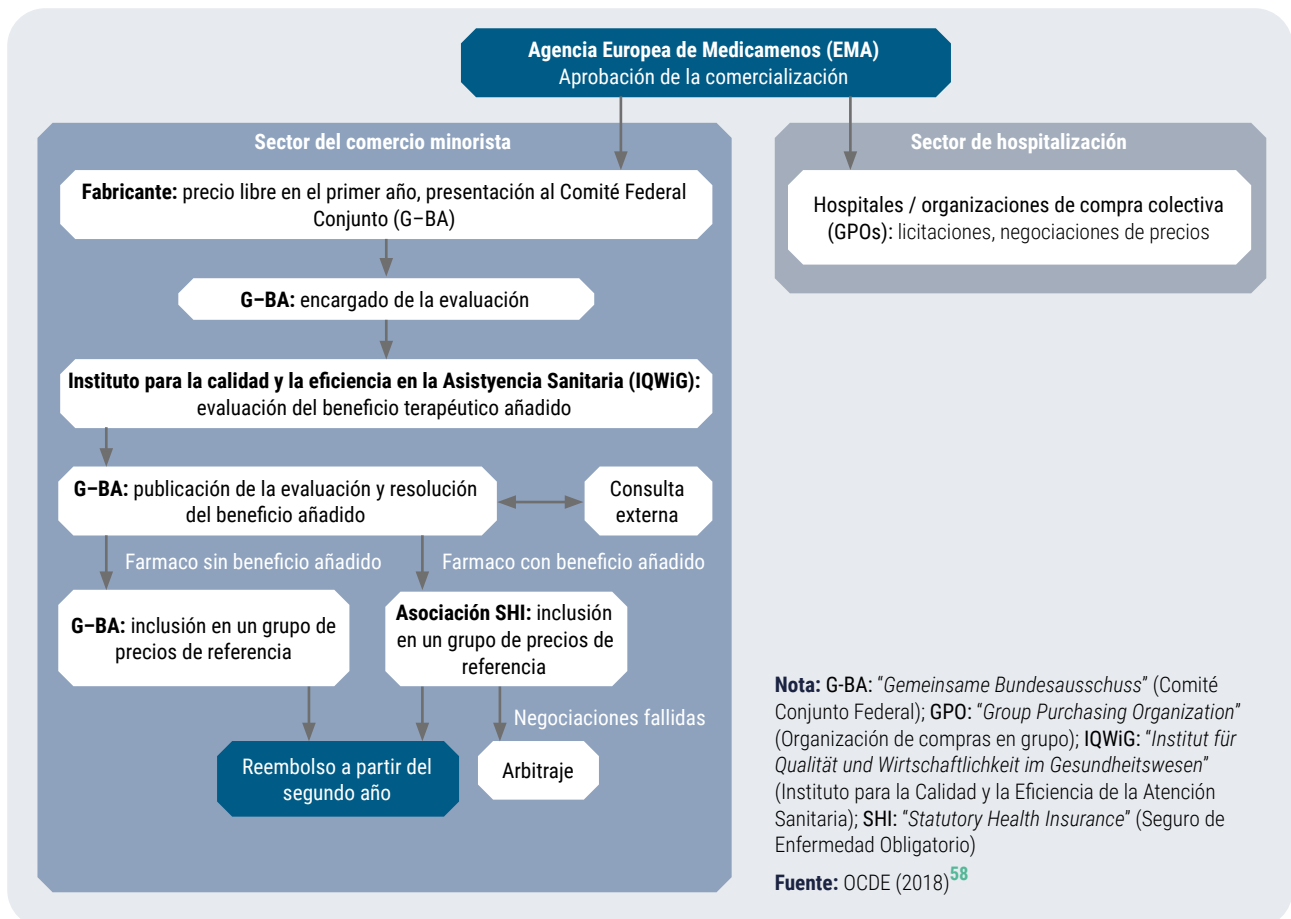 Agencia Europea de Medicamenos (EMA)
Aprobación de la comercialización
Sector del comercio minorista
Fabricante: precio libre en el primer año, presentación al Comité Federal
Conjunto (G–BA)
G–BA: encargado de la evaluación
Instituto para la calidad y la eficiencia en la Asistyencia Sanitaria (IQWiG):
evaluación del beneficio terapéutico añadido
G–BA: publicación de la evaluación y resolución
del beneficio añadido
Consulta
externa
Farmaco sin beneficio añadido
Farmaco con beneficio añadido
G–BA: inclusión en un grupo de
precios de referencia
Asociación SHI: inclusión
en un grupo de precios de
referencia
Negociaciones fallidas
Reembolso a partir del
segundo año
Arbitraje
Sector de hospitalización
Hospitales / organizaciones de compra colectiva
(GPOs): licitaciones, negociaciones de precios
Nota: G-BA: "Gemeinsame Bundesausschuss" (Comité
Conjunto Federal); GPO: "Group Purchasing Organization"
(Organización de compras en grupo); IQWiG: "Institut für
Qualität und Wirtschaftlichkeit im Gesundheitswesen"
(Instituto para la Calidad y la Eficiencia de la Atención
Sanitaria); SHI: "Statutory Health Insurance" (Seguro de
Enfermedad Obligatorio)
Fuente: OCDE (2018)58